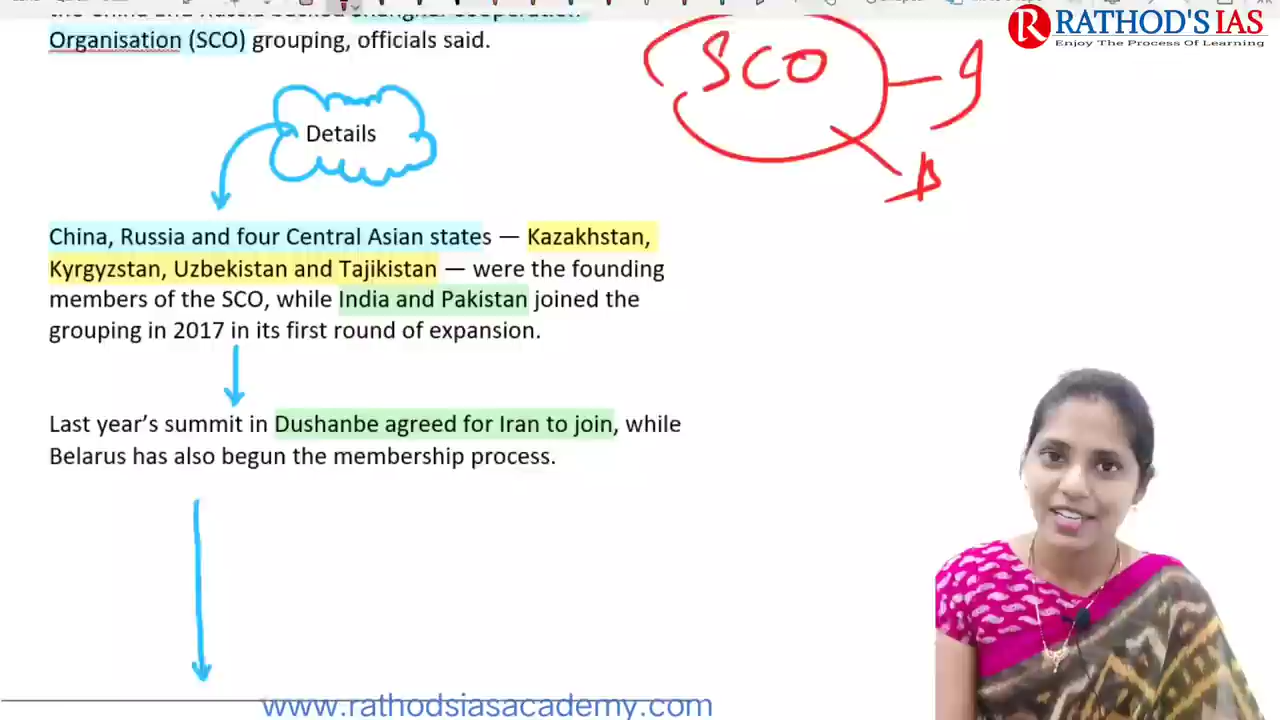 RATHOD'S IAS
Enjoy The Process Of Learning
Organisation (SCO) grouping, officials said.
SCO
Details
China, Russia and four Central Asian states — Kazakhstan,
Kyrgyzstan, Uzbekistan and Tajikistan — were the founding
members of the SCO, while India and Pakistan joined the
grouping in 2017 in its first round of expansion.
Last year's summit in Dushanbe agreed for Iran to join, while
Belarus has also begun the membership process.
www.rathodsiasacademy.com